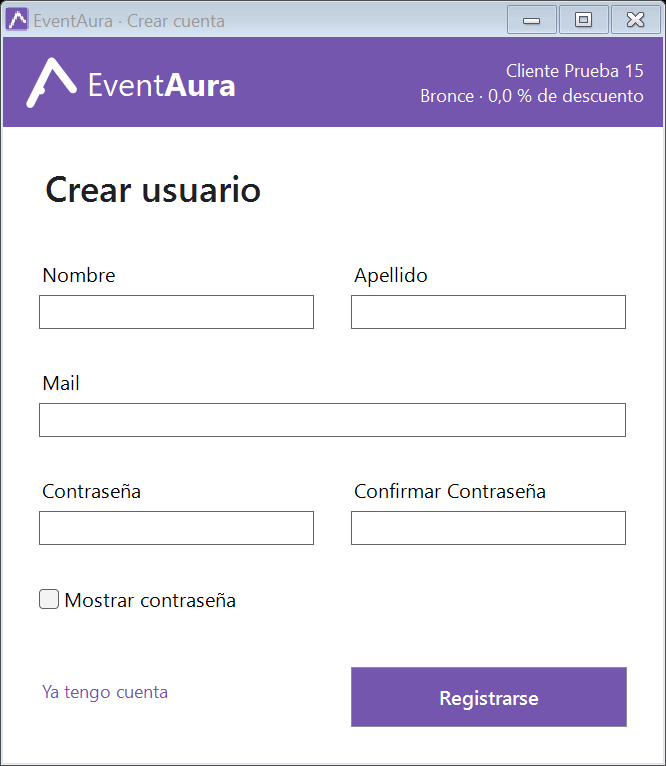 EventAura · Crear cuenta
EventAura
Cliente Prueba 15
Bronce · 0,0 % de descuento
Crear usuario
Nombre
Apellido
Mail
Contraseña
Confirmar Contraseña
Mostrar contraseña
Ya tengo cuenta
Registrarse